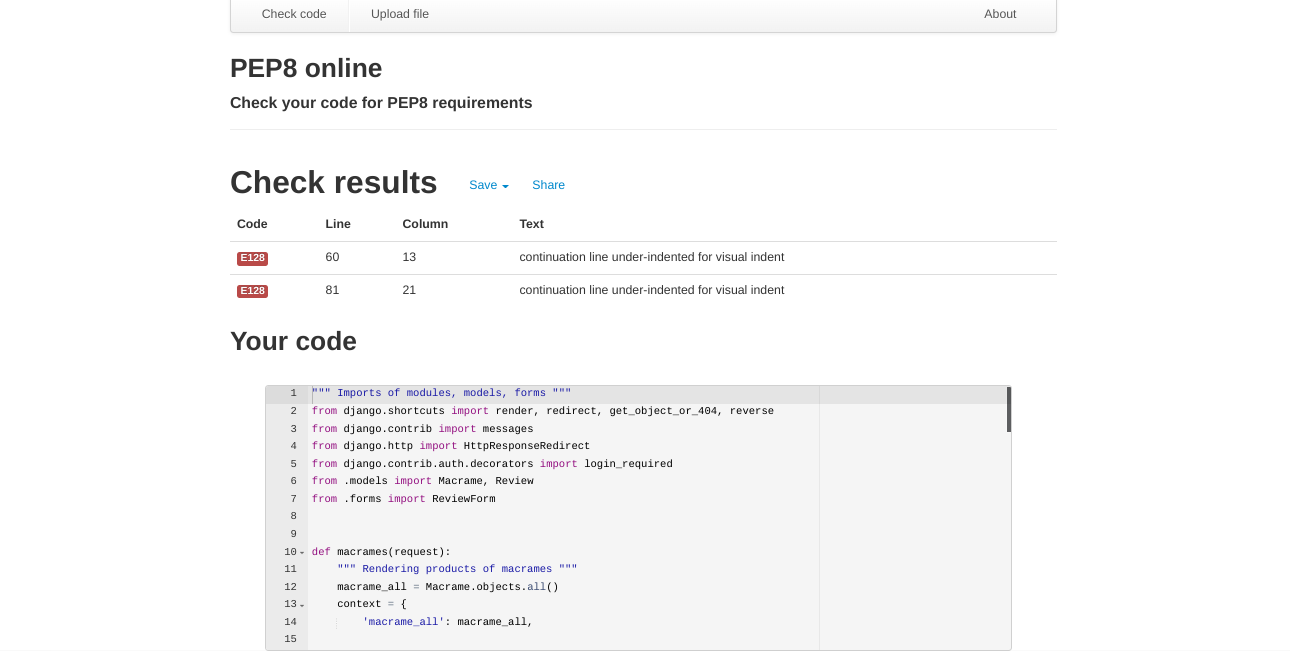 Check code Upload file About
PEP8 online
Check your code for PEP8 requirements
Check results Save Share
Code Line Column Text
E128 60 13 continuation line under-indented for visual indent
E128 81 21 continuation line under-indented for visual indent
Your code
1 """ Imports of modules, models, forms """
2 from django.shortcuts import render, redirect, get_object_or_404, reverse
3 from django.contrib import messages
4 from django.http import HttpResponseRedirect
5 from django.contrib.auth.decorators import login_required
6 from .models import Macrame, Review
7 from .forms import ReviewForm
8
9
10 def macrames(request):
11     """ Rendering products of macrames """
12     macrame_all = Macrame.objects.all()
13     context = {
14         'macrame_all': macrame_all,
15